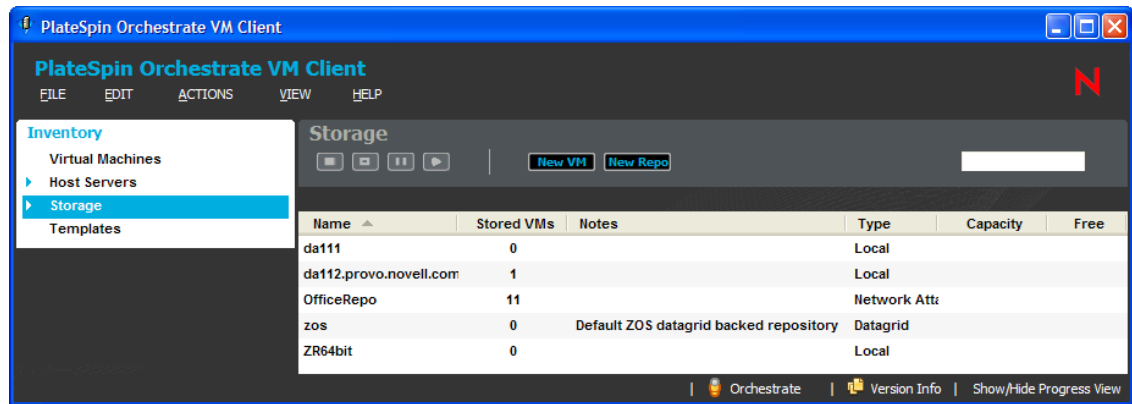 PlateSpin Orchestrate VM Client
PlateSpin Orchestrate VM Client
FILE EDIT ACTIONS VIEW HELP
N
Inventory
Virtual Machines
Host Servers
Storage
Templates
Storage
New VM New Repo
Name Stored VMs Notes Type Capacity Free
da111 0 Local
da112.provo.novell.com 1 Local
OfficeRepo 11 Network Atta
zos 0 Default ZOS datagrid backed repository Datagrid
ZR64bit 0 Local
| Orchestrate | Version Info | Show/Hide Progress View